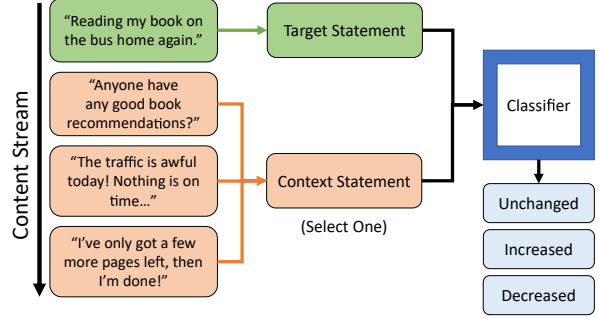 Content Stream
“Reading my book on
the bus home again.”
Target Statement
“Anyone have
any good book
recommendations?”
“The traffic is awful
today! Nothing is on
time…”
“I’ve only got a few
more pages left, then
I’m done!”
Context Statement
(Select One)
Classifier
Unchanged
Increased
Decreased